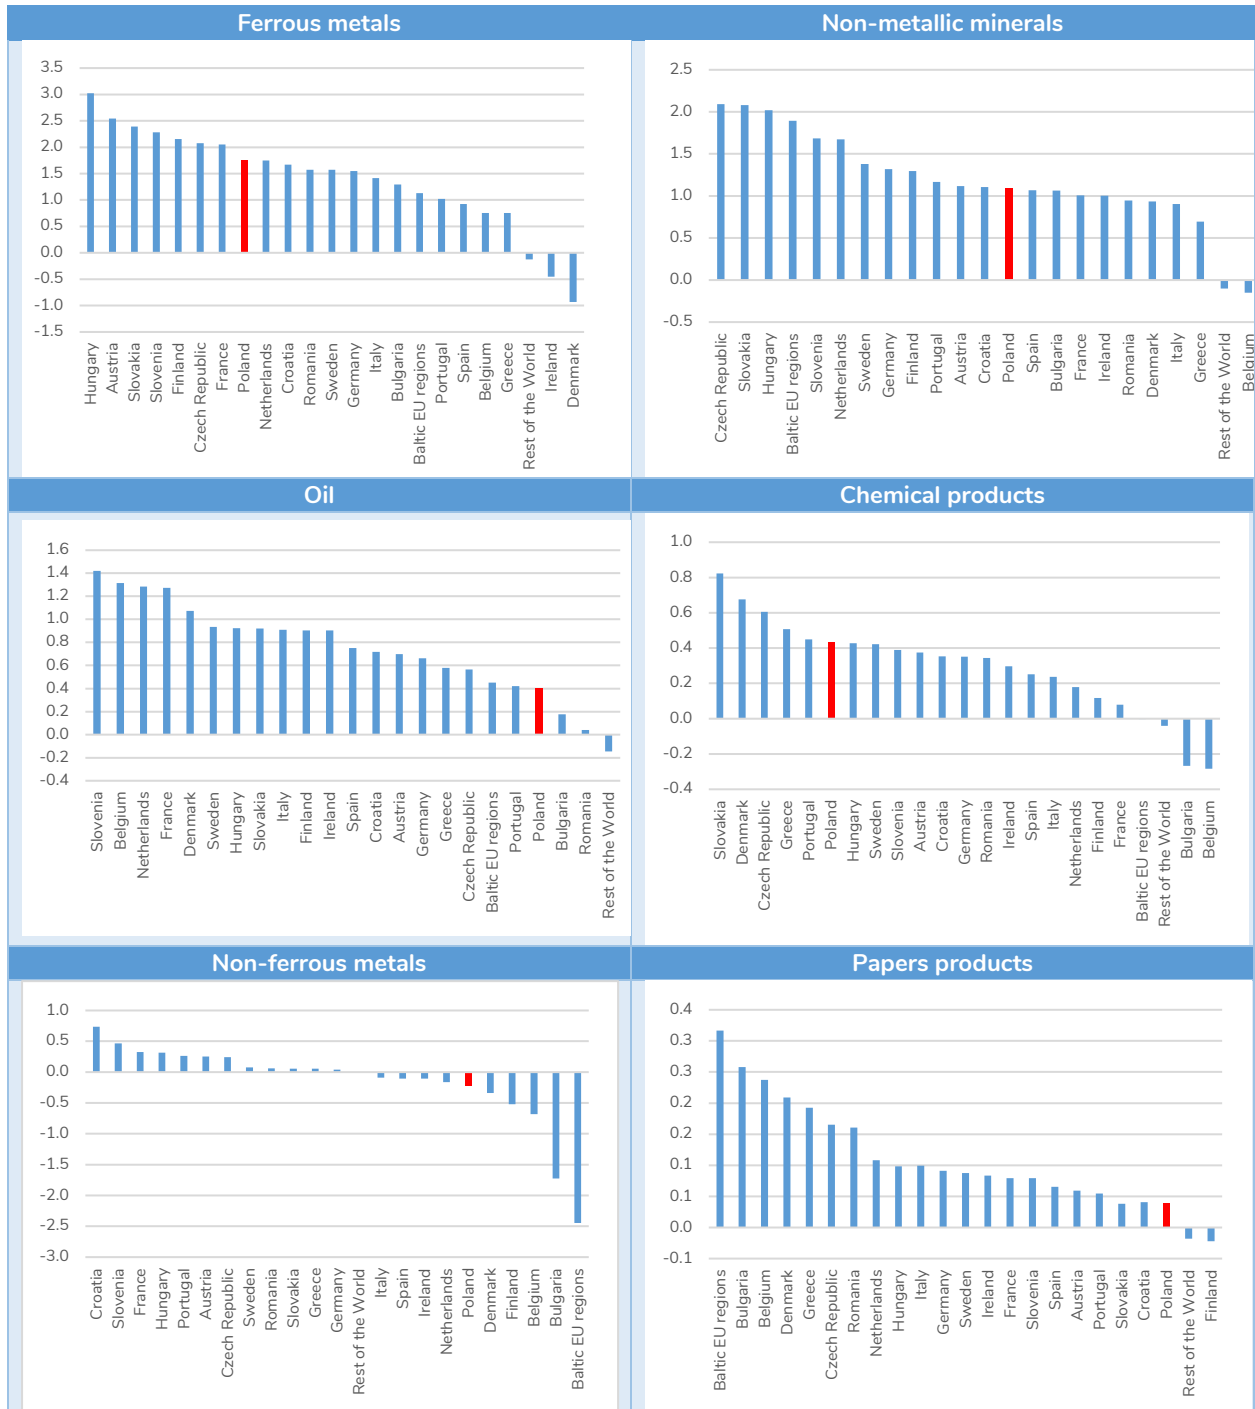 Ferrous metals
3.5
3.0
2.5
2.0
1.5
1.0
0.5
0.0
-0.5
-1.0
-1.5
Hungary
Austria
Slovakia
Slovenia
Finland
Czech Republic
France
Poland
Netherlands
Croatia
Romania
Sweden
Germany
Italy
Bulgaria
Baltic EU regions
Portugal
Spain
Belgium
Greece
Rest of the World
Ireland
Denmark
Non-metallic minerals
2.5
2.0
1.5
1.0
0.5
0.0
-0.5
Czech Republic
Slovakia
Hungary
Baltic EU regions
Slovenia
Netherlands
Sweden
Germany
Finland
Portugal
Austria
Croatia
Poland
Spain
Bulgaria
France
Ireland
Romania
Denmark
Italy
Greece
Rest of the World
Belgium
Oil
1.6
1.4
1.2
1.0
0.8
0.6
0.4
0.2
0.0
-0.2
-0.4
Slovenia
Belgium
Netherlands
France
Denmark
Sweden
Hungary
Slovakia
Italy
Finland
Ireland
Spain
Croatia
Austria
Germany
Greece
Czech Republic
Baltic EU regions
Portugal
Poland
Bulgaria
Romania
Rest of the World
Chemical products
1.0
0.8
0.6
0.4
0.2
0.0
-0.2
-0.4
Slovakia
Denmark
Czech Republic
Greece
Portugal
Poland
Hungary
Sweden
Slovenia
Austria
Croatia
Germany
Romania
Ireland
Spain
Italy
Netherlands
Finland
France
Baltic EU regions
Rest of the World
Bulgaria
Belgium
Non-ferrous metals
1.0
0.5
0.0
-0.5
-1.0
-1.5
-2.0
-2.5
-3.0
Croatia
Slovenia
France
Hungary
Portugal
Austria
Czech Republic
Sweden
Romania
Slovakia
Greece
Germany
Rest of the World
Italy
Spain
Ireland
Netherlands
Poland
Denmark
Finland
Belgium
Bulgaria
Baltic EU regions
Papers products
0.4
0.3
0.3
0.2
0.2
0.1
0.1
0.0
-0.1
Baltic EU regions
Bulgaria
Belgium
Denmark
Greece
Czech Republic
Romania
Netherlands
Hungary
Italy
Germany
Sweden
Ireland
France
Slovenia
Spain
Austria
Portugal
Slovakia
Croatia
Poland
Rest of the World
Finland